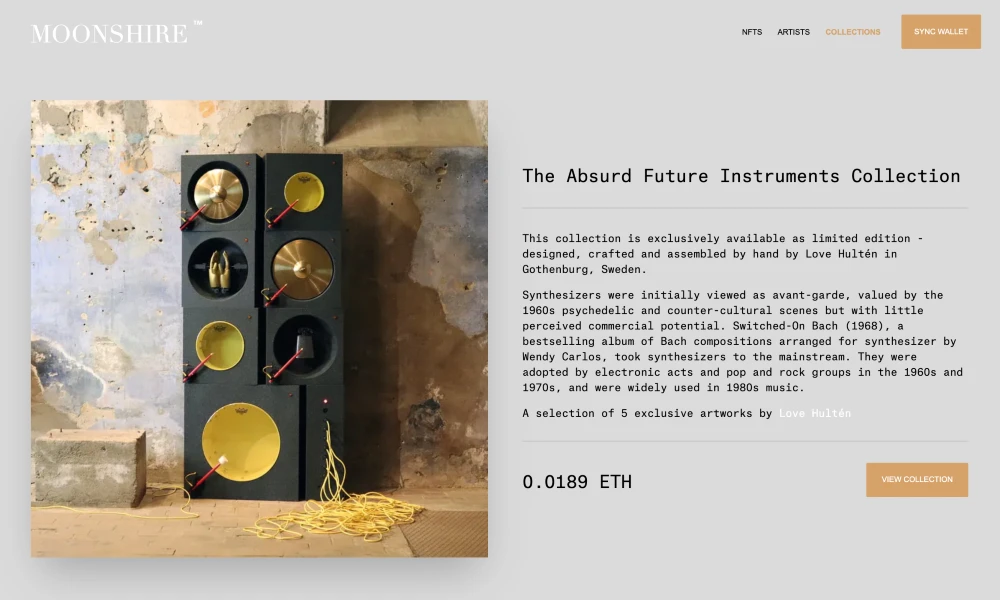 MOONSHIRE ™
NFTS ARTISTS COLLECTIONS SYNC WALLET
The Absurd Future Instruments Collection
This collection is exclusively available as limited edition -
designed, crafted and assembled by hand by Love Hultén in
Gothenburg, Sweden.
Synthesizers were initially viewed as avant-garde, valued by the
1960s psychedelic and counter-cultural scenes but with little
perceived commercial potential. Switched-On Bach (1968), a
bestselling album of Bach compositions arranged for synthesizer by
Wendy Carlos, took synthesizers to the mainstream. They were
adopted by electronic acts and pop and rock groups in the 1960s and
1970s, and were widely used in 1980s music.
A selection of 5 exclusive artworks by Love Hultén
0.0189 ETH
VIEW COLLECTION